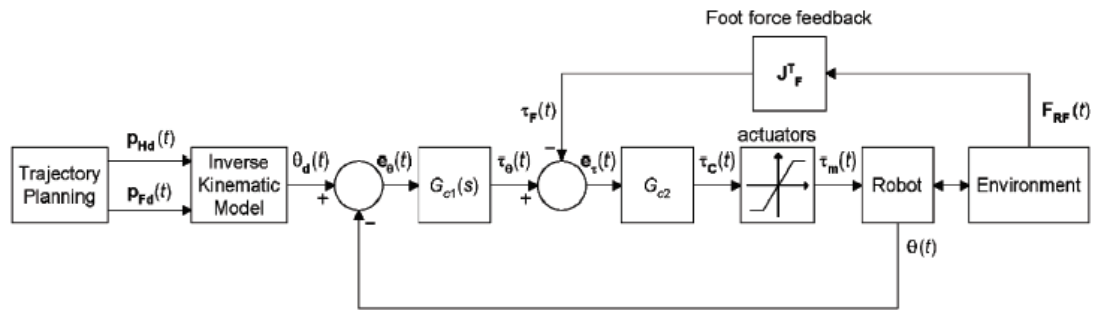 Foot force feedback
J^T_F
τ_F(t)
F_RF(t)
actuators
p_Hd(t)
Trajectory
Planning
p_Fd(t)
Inverse
Kinematic
Model
θ_d(t)
+
−
e_θ(t)
G_c1(s)
τ_θ(t)
−
+
e_τ(t)
G_c2
τ_C(t)
τ_m(t)
Robot
Environment
θ(t)